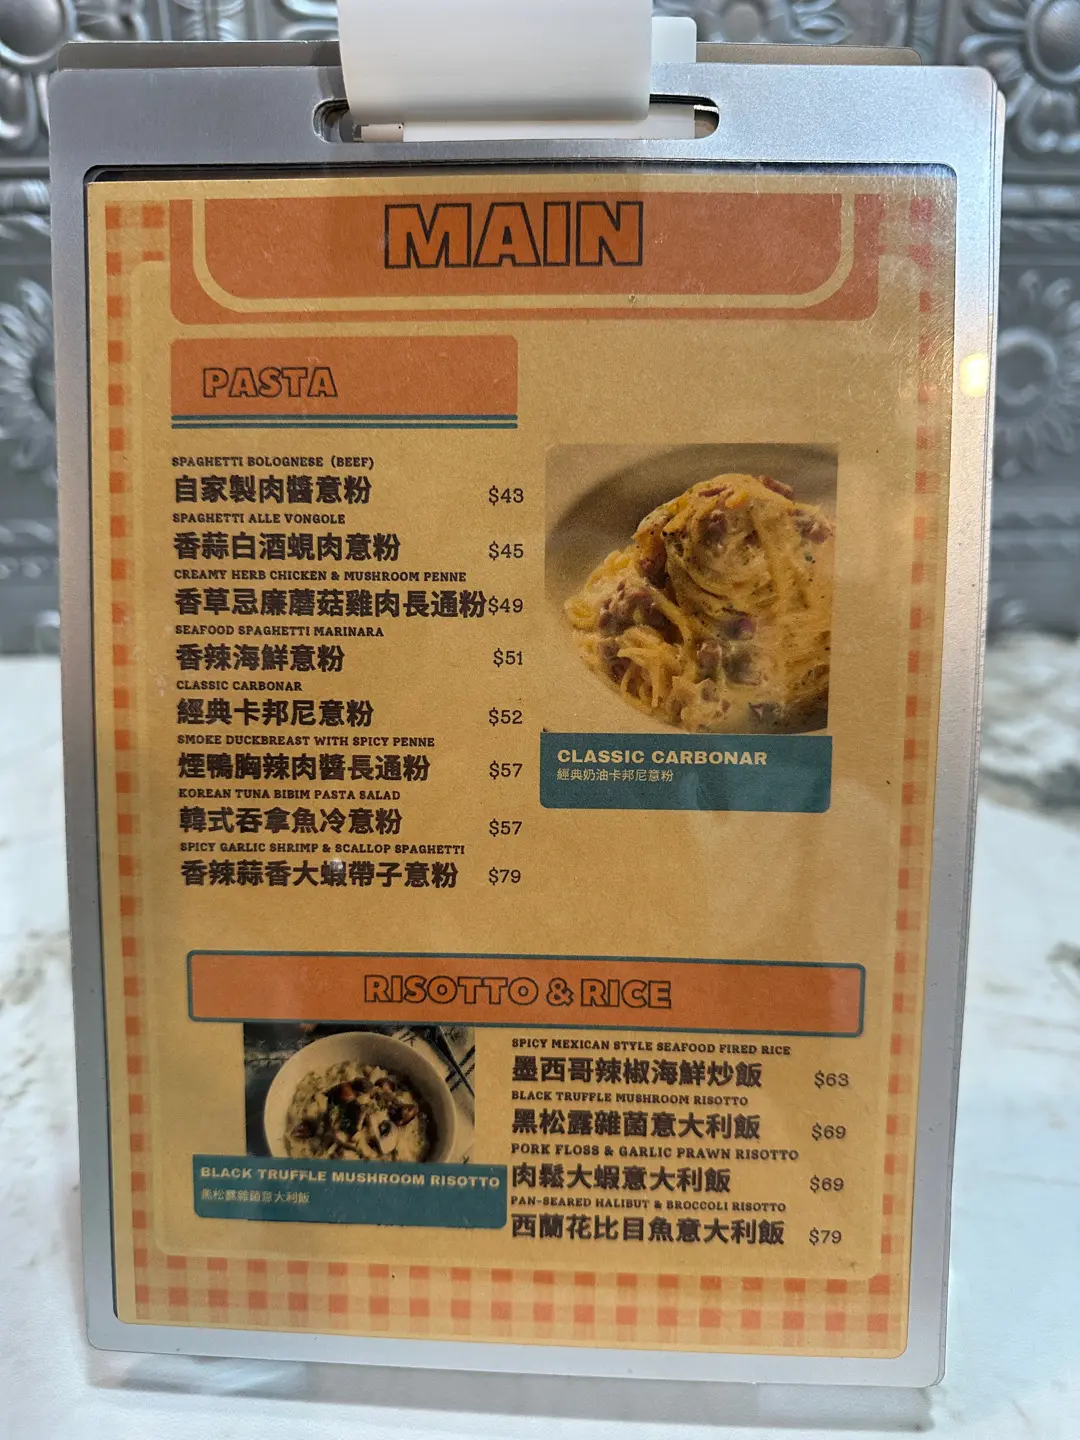 MAIN
PASTA
SPAGHETTI BOLOGNESE (BEEF)
自家製肉醬意粉 $43
SPAGHETTI ALLE VONGOLE
香蒜白酒蜆肉意粉 $45
CREAMY HERB CHICKEN & MUSHROOM PENNE
香草忌廉蘑菇雞肉長通粉 $49
SEAFOOD SPAGHETTI MARINARA
香辣海鮮意粉 $51
CLASSIC CARBONAR
經典卡邦尼意粉 $52
SMOKE DUCKBREAST WITH SPICY PENNE
煙鴨胸辣肉醬長通粉 $57
KOREAN TUNA BIBIM PASTA SALAD
韓式吞拿魚冷意粉 $57
SPICY GARLIC SHRIMP & SCALLOP SPAGHETTI
香辣蒜香大蝦帶子意粉 $79
CLASSIC CARBONAR
經典奶油卡邦尼意粉
RISOTTO & RICE
SPICY MEXICAN STYLE SEAFOOD FIRED RICE
墨西哥辣椒海鮮炒飯 $63
BLACK TRUFFLE MUSHROOM RISOTTO
黑松露雜菌意大利飯 $69
PORK FLOSS & GARLIC PRAWN RISOTTO
肉鬆大蝦意大利飯 $69
PAN-SEARED HALIBUT & BROCCOLI RISOTTO
西蘭花比目魚意大利飯 $79
BLACK TRUFFLE MUSHROOM RISOTTO
黑松露雜菌意大利飯